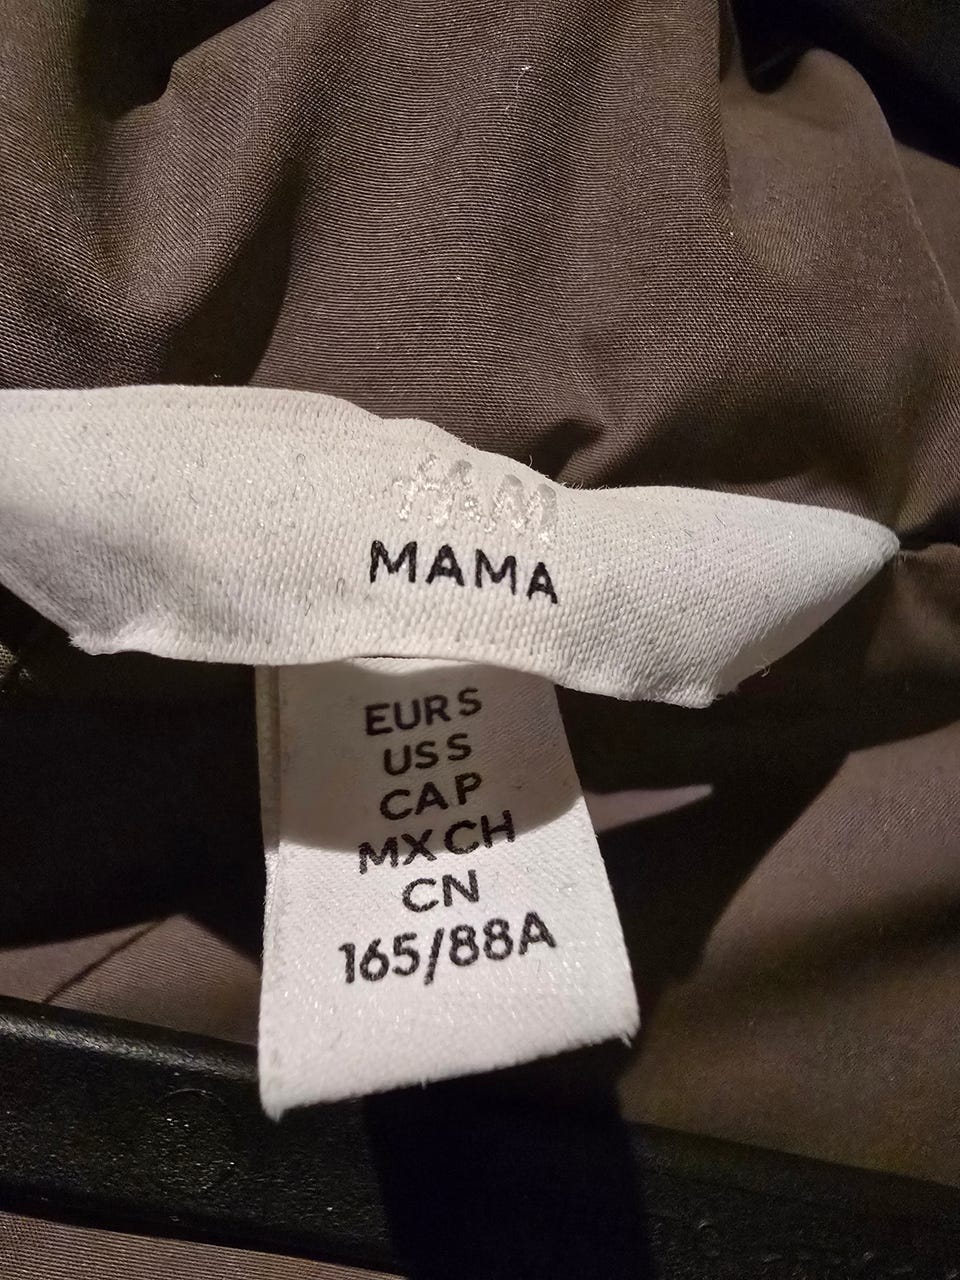 H&M
MAMA
EUR S
US S
CA P
MX CH
CN
165/88A